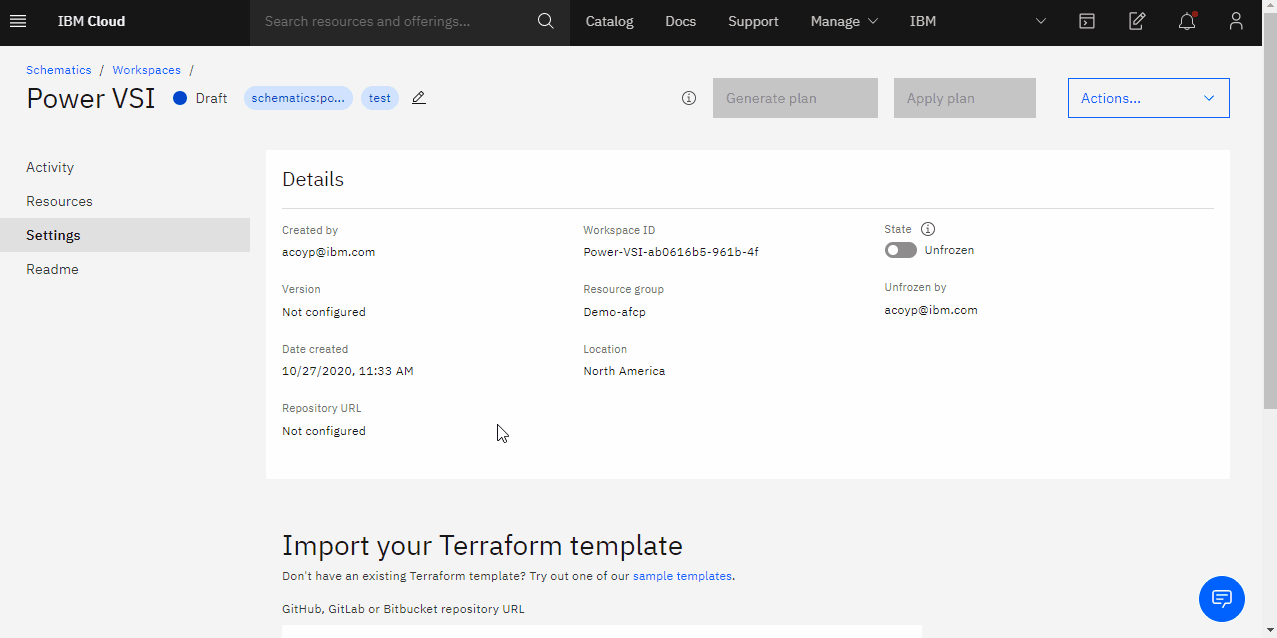 IBM Cloud
Search resources and offerings...
Catalog
Docs
Support
Manage
IBM
Schematics / Workspaces /
Power VSI
Draft
schematics:po...
test
Generate plan
Apply plan
Actions...
Activity
Resources
Settings
Readme
Details
Created by
acoyp@ibm.com
Workspace ID
Power-VSI-ab0616b5-961b-4f
State
Unfrozen
Version
Not configured
Resource group
Demo-afcp
Unfrozen by
acoyp@ibm.com
Date created
10/27/2020, 11:33 AM
Location
North America
Repository URL
Not configured
Import your Terraform template
Don't have an existing Terraform template? Try out one of our sample templates.
GitHub, GitLab or Bitbucket repository URL